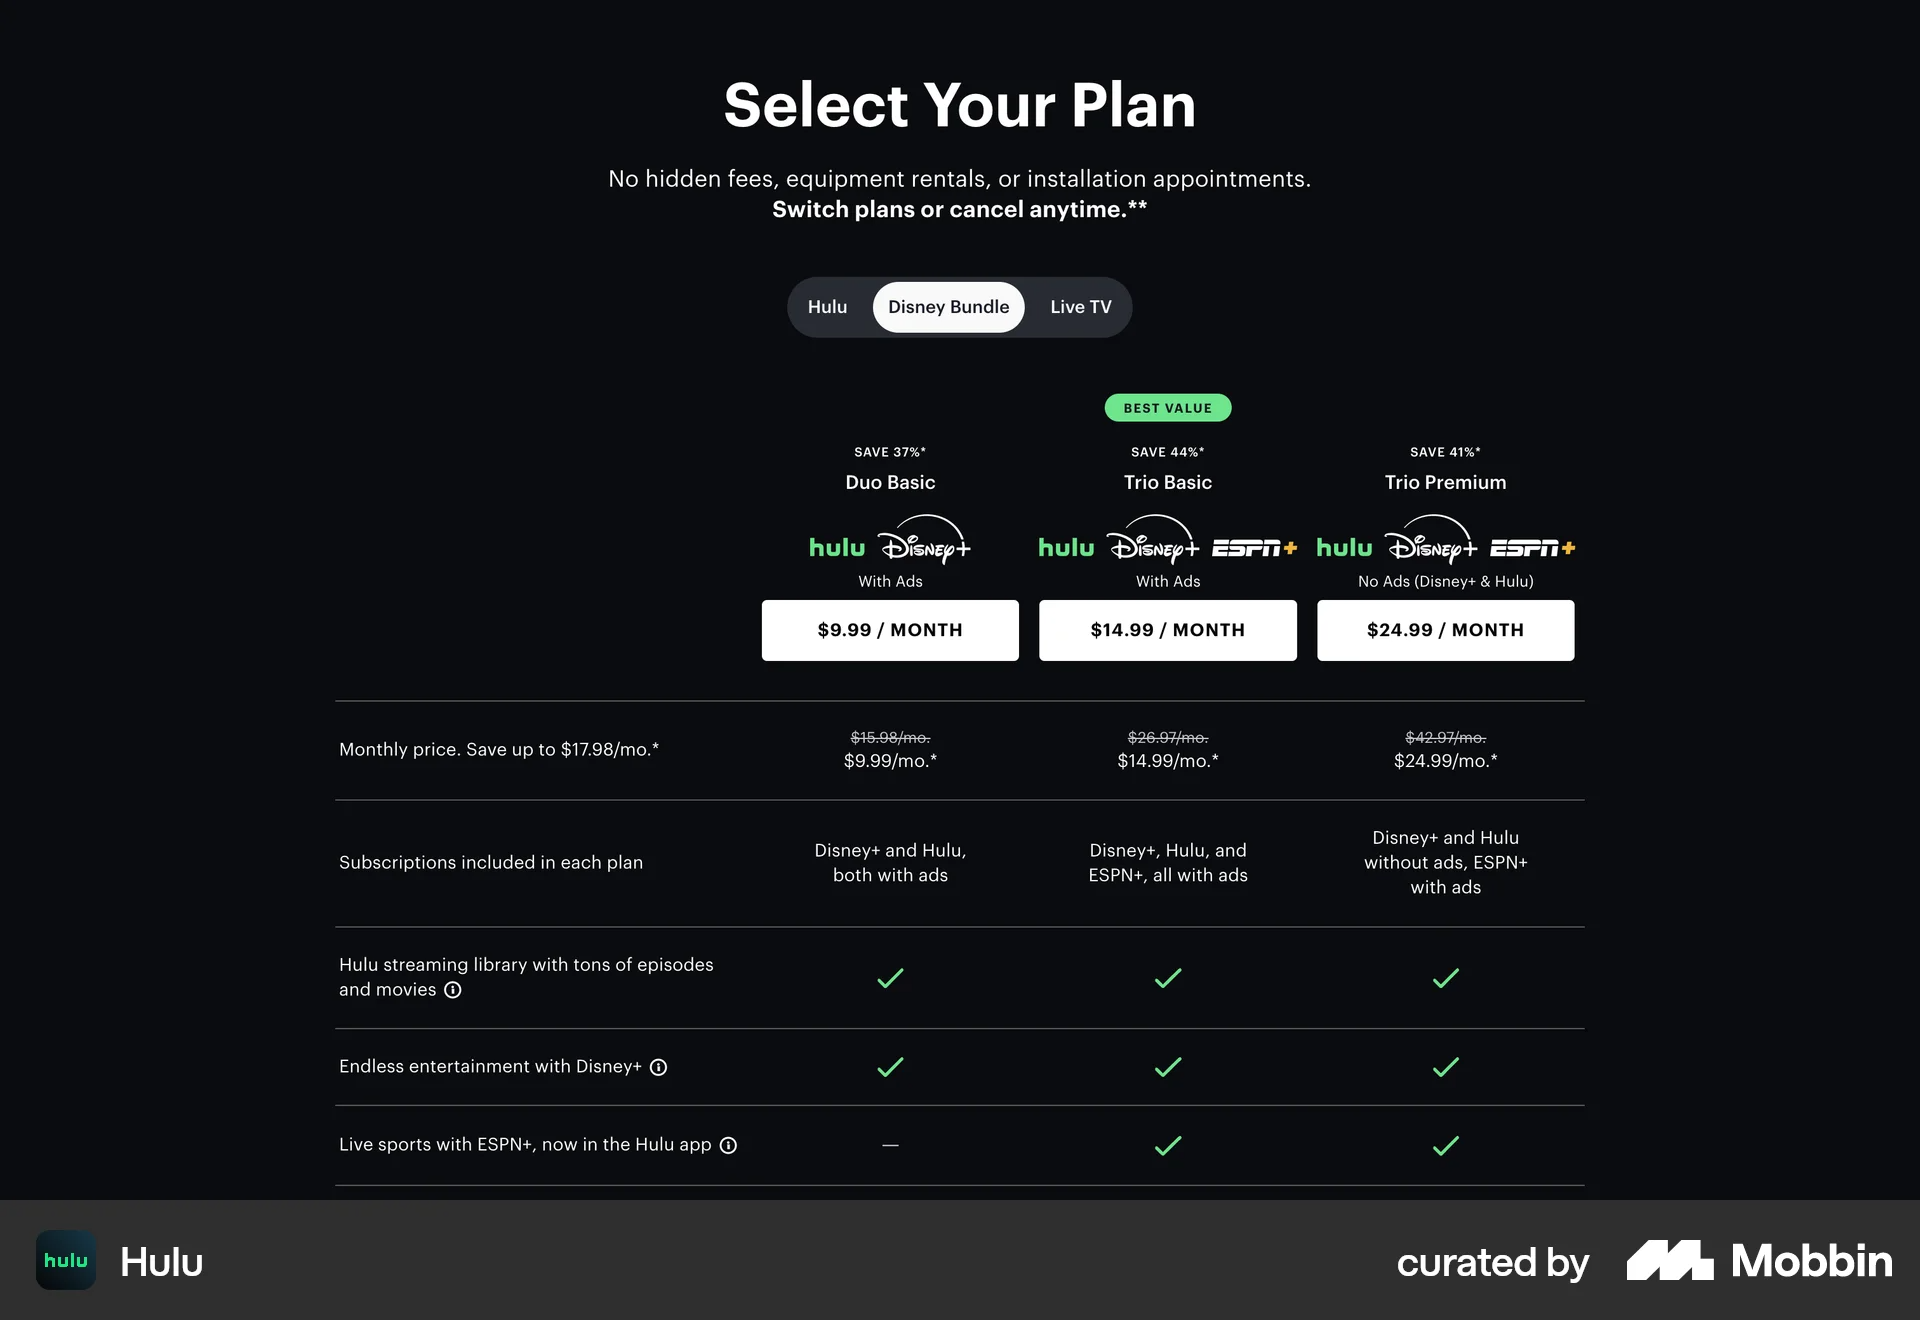 Select Your Plan
No hidden fees, equipment rentals, or installation appointments.
Switch plans or cancel anytime.**
Hulu
Disney Bundle
Live TV
BEST VALUE
SAVE 37%*
SAVE 44%*
SAVE 41%*
Duo Basic
Trio Basic
Trio Premium
hulu Disney+
hulu Disney+ ESPN+
hulu Disney+ ESPN+
With Ads
With Ads
No Ads (Disney+ & Hulu)
$9.99 / MONTH
$14.99 / MONTH
$24.99 / MONTH
Monthly price. Save up to $17.98/mo.*
$15.98/mo.
$9.99/mo.*
$26.97/mo.
$14.99/mo.*
$42.97/mo.
$24.99/mo.*
Subscriptions included in each plan
Disney+ and Hulu,
both with ads
Disney+, Hulu, and
ESPN+, all with ads
Disney+ and Hulu
without ads, ESPN+
with ads
Hulu streaming library with tons of episodes
and movies
Endless entertainment with Disney+
Live sports with ESPN+, now in the Hulu app
—
hulu
Hulu
curated by
Mobbin